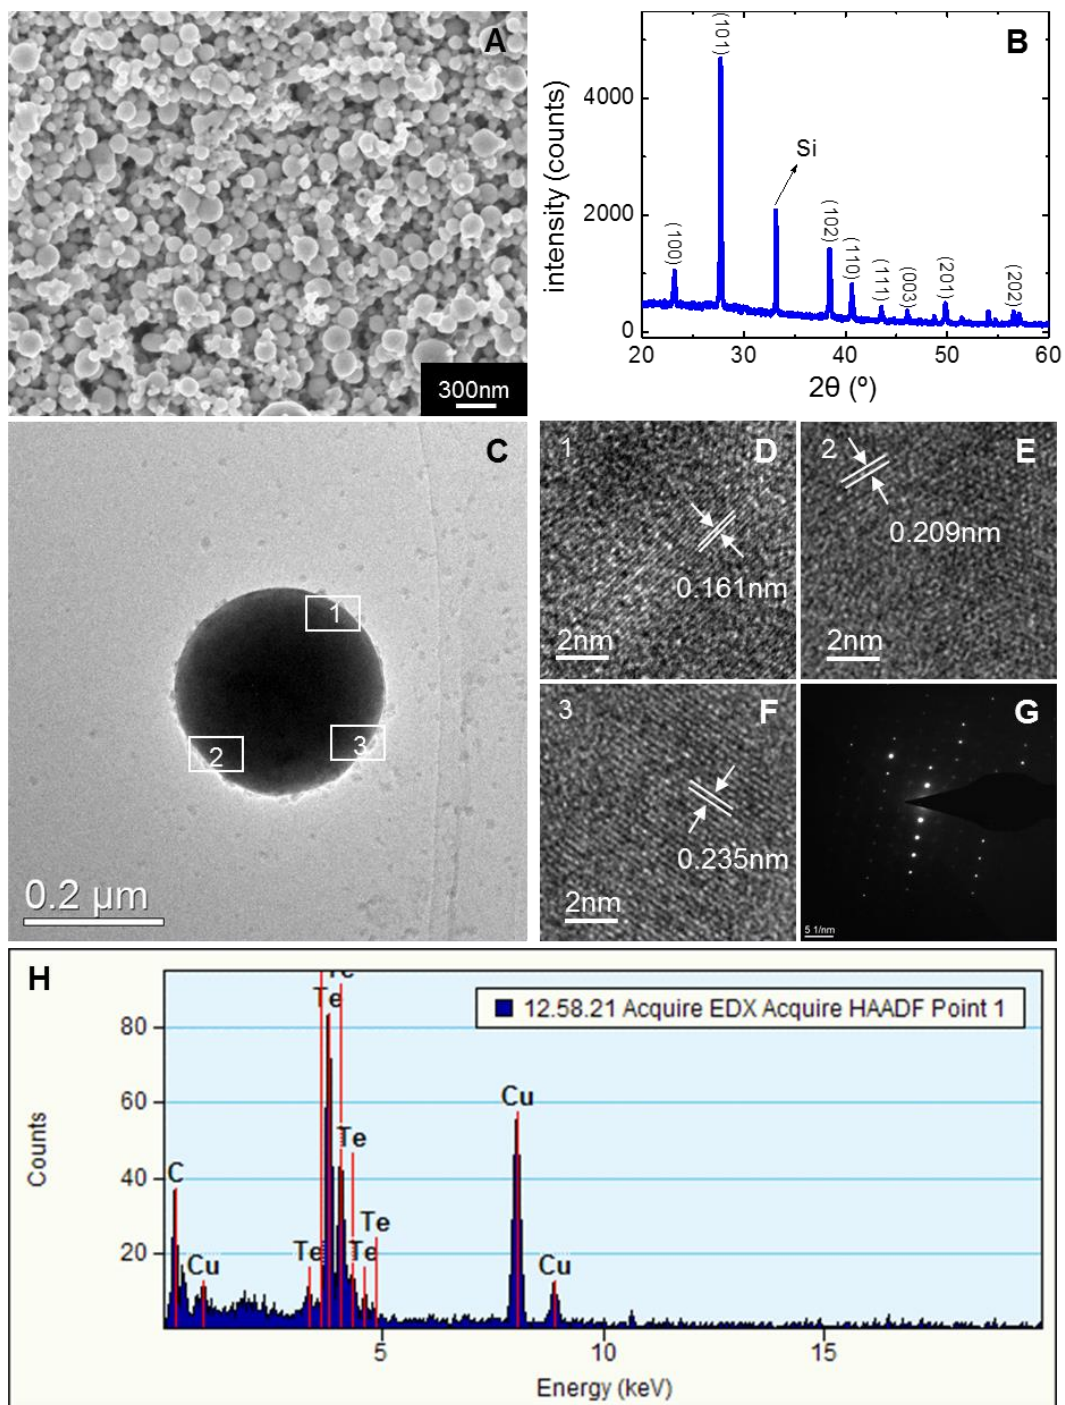 A
300nm
B
intensity (counts)
4000
2000
0
(100)
(101)
Si
(102)
(110)
(111)
(003)
(201)
(202)
20 30 40 50 60
2θ (º)
C
1
2
3
0.2 μm
1 D
0.161nm
2nm
2 E
0.209nm
2nm
3 F
0.235nm
2nm
G
5 1/nm
H
12.58.21 Acquire EDX Acquire HAADF Point 1
Counts
80
60
40
20
C
Cu
Te
Te
Te
Te
Te
Te
Cu
Cu
5 10 15
Energy (keV)